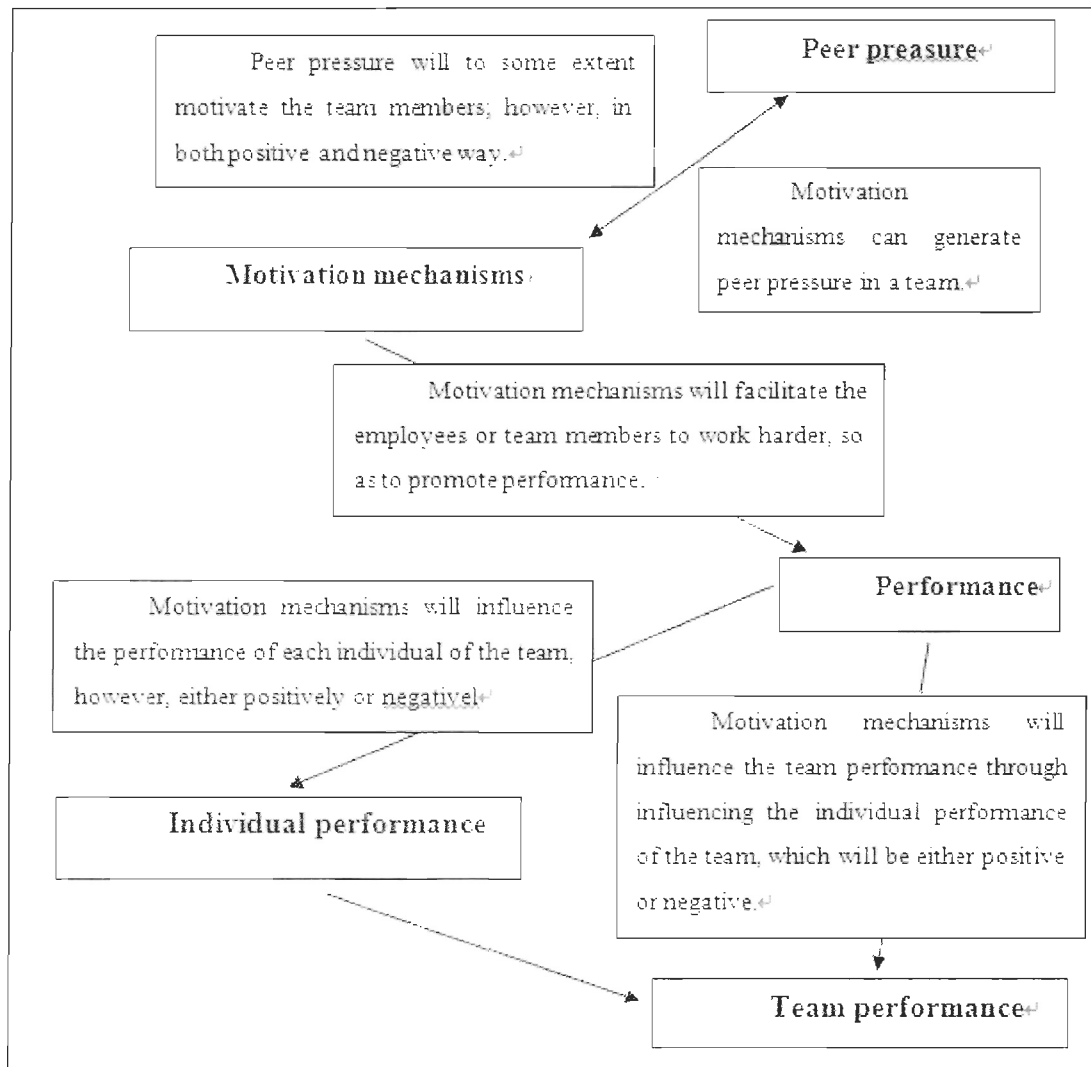 Peer preasure
Peer pressure will to some extent
motivate the team members; however, in
both positive and negative way.
Motivation
mechanisms can generate
peer pressure in a team.
Motivation mechanisms
Motivation mechanisms will facilitate the
employees or team members to work harder, so
as to promote performance.
Performance
Motivation mechanisms will influence
the performance of each individual of the team,
however, either positively or negativel
Motivation mechanisms will
influence the team performance through
influencing the individual performance
of the team, which will be either positive
or negative.
Individual performance
Team performance